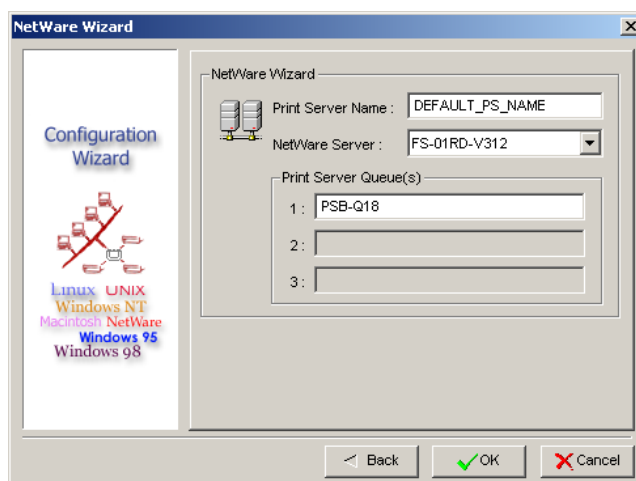 NetWare Wizard
Configuration
Wizard
Linux UNIX
Windows NT
Macintosh NetWare
Windows 95
Windows 98
NetWare Wizard
Print Server Name : DEFAULT_PS_NAME
NetWare Server : FS-01RD-V312
Print Server Queue(s)
1 : PSB-Q18
2 :
3 :
< Back OK Cancel